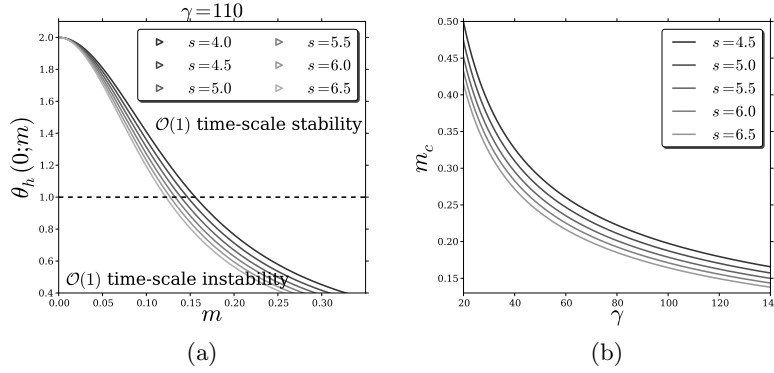 γ=110
θ_h(0;m)
2.0
1.8
1.6
1.4
1.2
1.0
0.8
0.6
0.4
s=4.0 s=5.5
s=4.5 s=6.0
s=5.0 s=6.5
O(1) time-scale stability
O(1) time-scale instability
0.00 0.05 0.10 0.15 0.20 0.25 0.30
m
(a)
m_c
0.50
0.45
0.40
0.35
0.30
0.25
0.20
0.15
s=4.5
s=5.0
s=5.5
s=6.0
s=6.5
20 40 60 80 100 120 140
γ
(b)